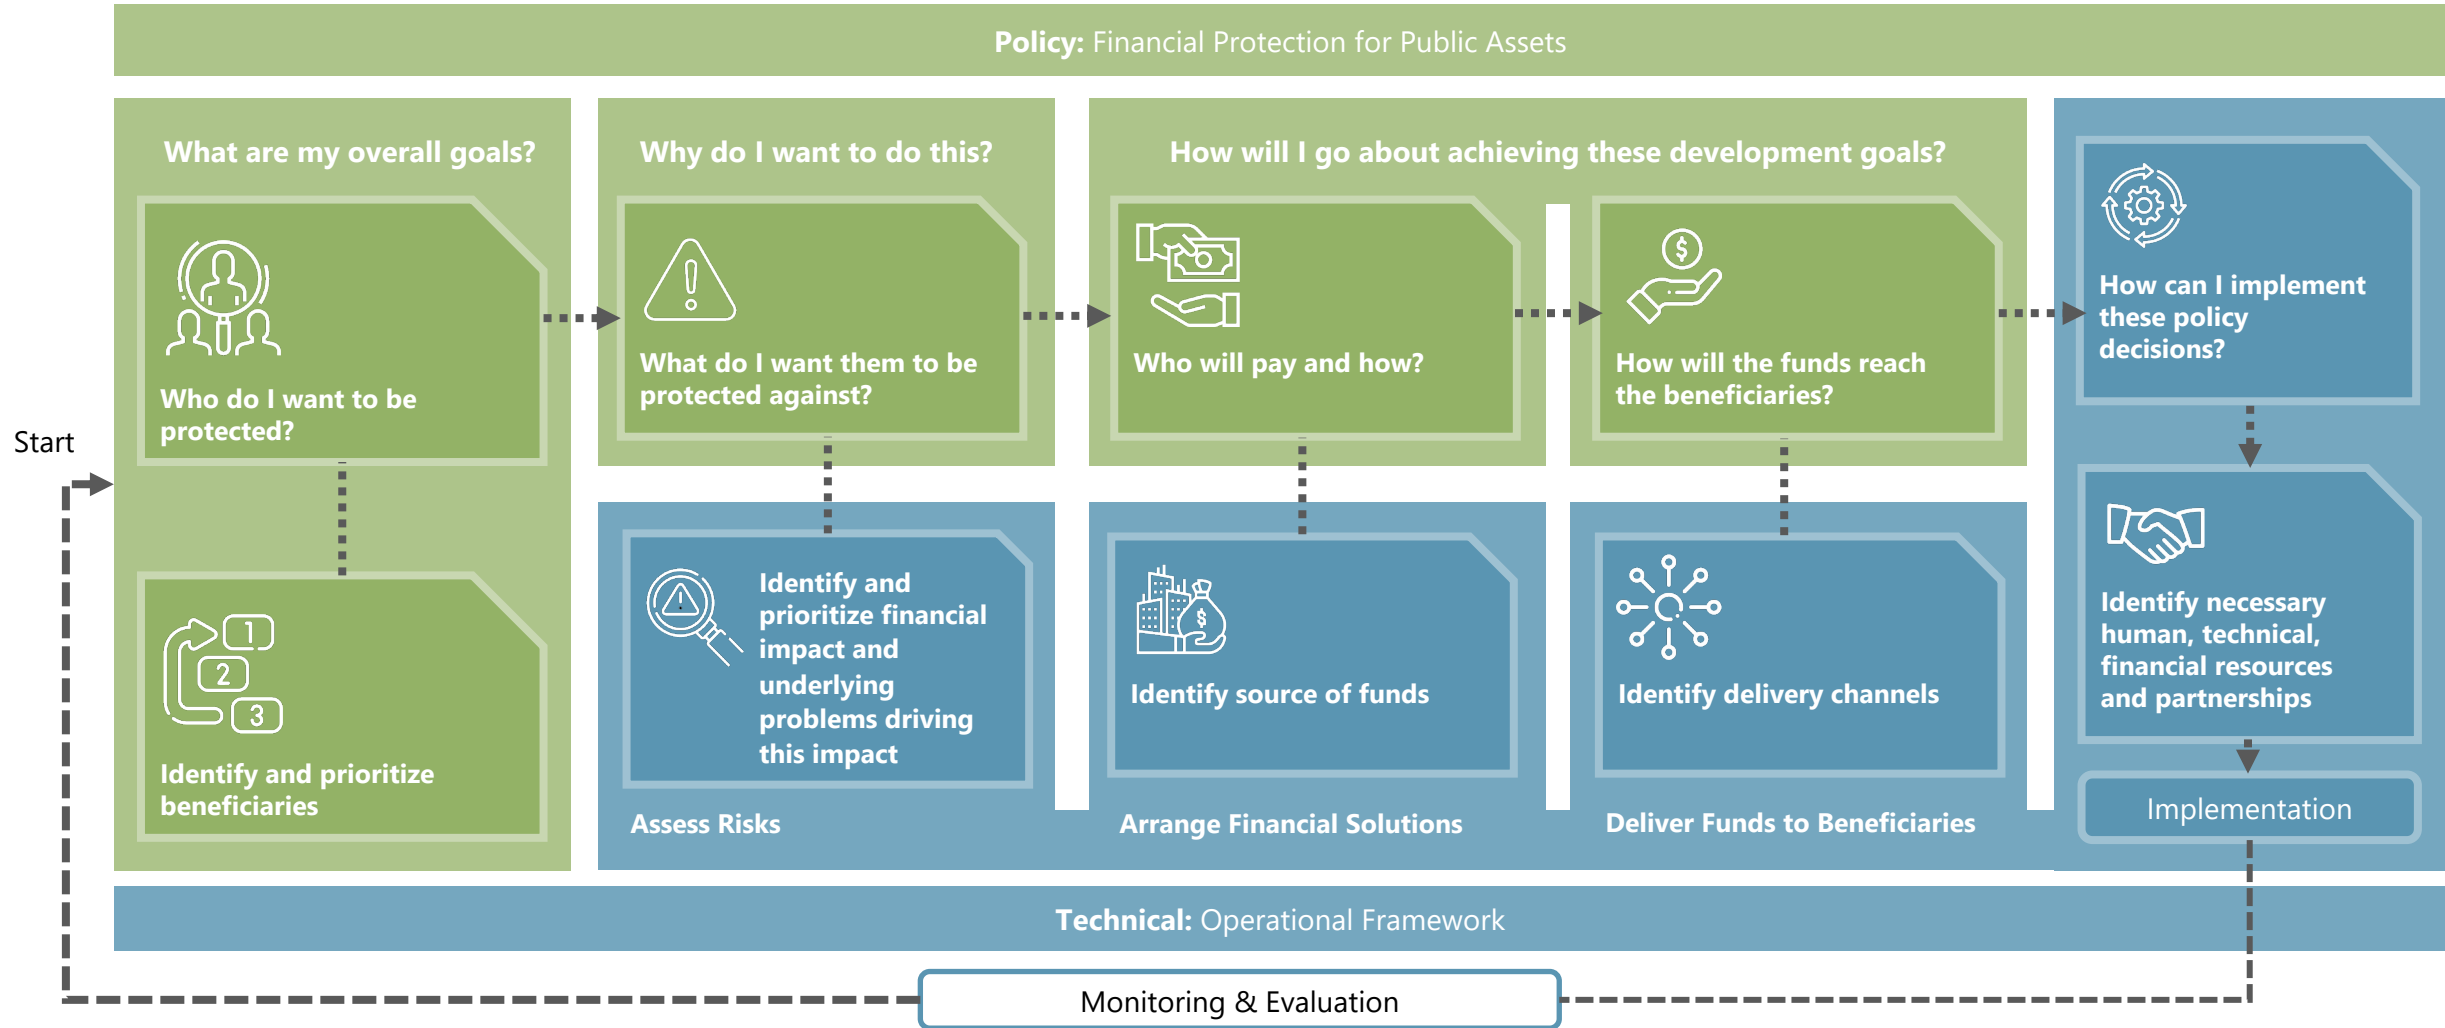 Policy: Financial Protection for Public Assets
What are my overall goals?
Who do I want to be
protected?
Start
1
2
3
Identify and prioritize
beneficiaries
Why do I want to do this?
What do I want them to be
protected against?
Identify and
prioritize financial
impact and
underlying
problems driving
this impact
Assess Risks
How will I go about achieving these development goals?
Who will pay and how?
$
Identify source of funds
Arrange Financial Solutions
$
How will the funds reach
the beneficiaries?
Identify delivery channels
Deliver Funds to Beneficiaries
How can I implement
these policy
decisions?
Identify necessary
human, technical,
financial resources
and partnerships
Implementation
Technical: Operational Framework
Monitoring & Evaluation